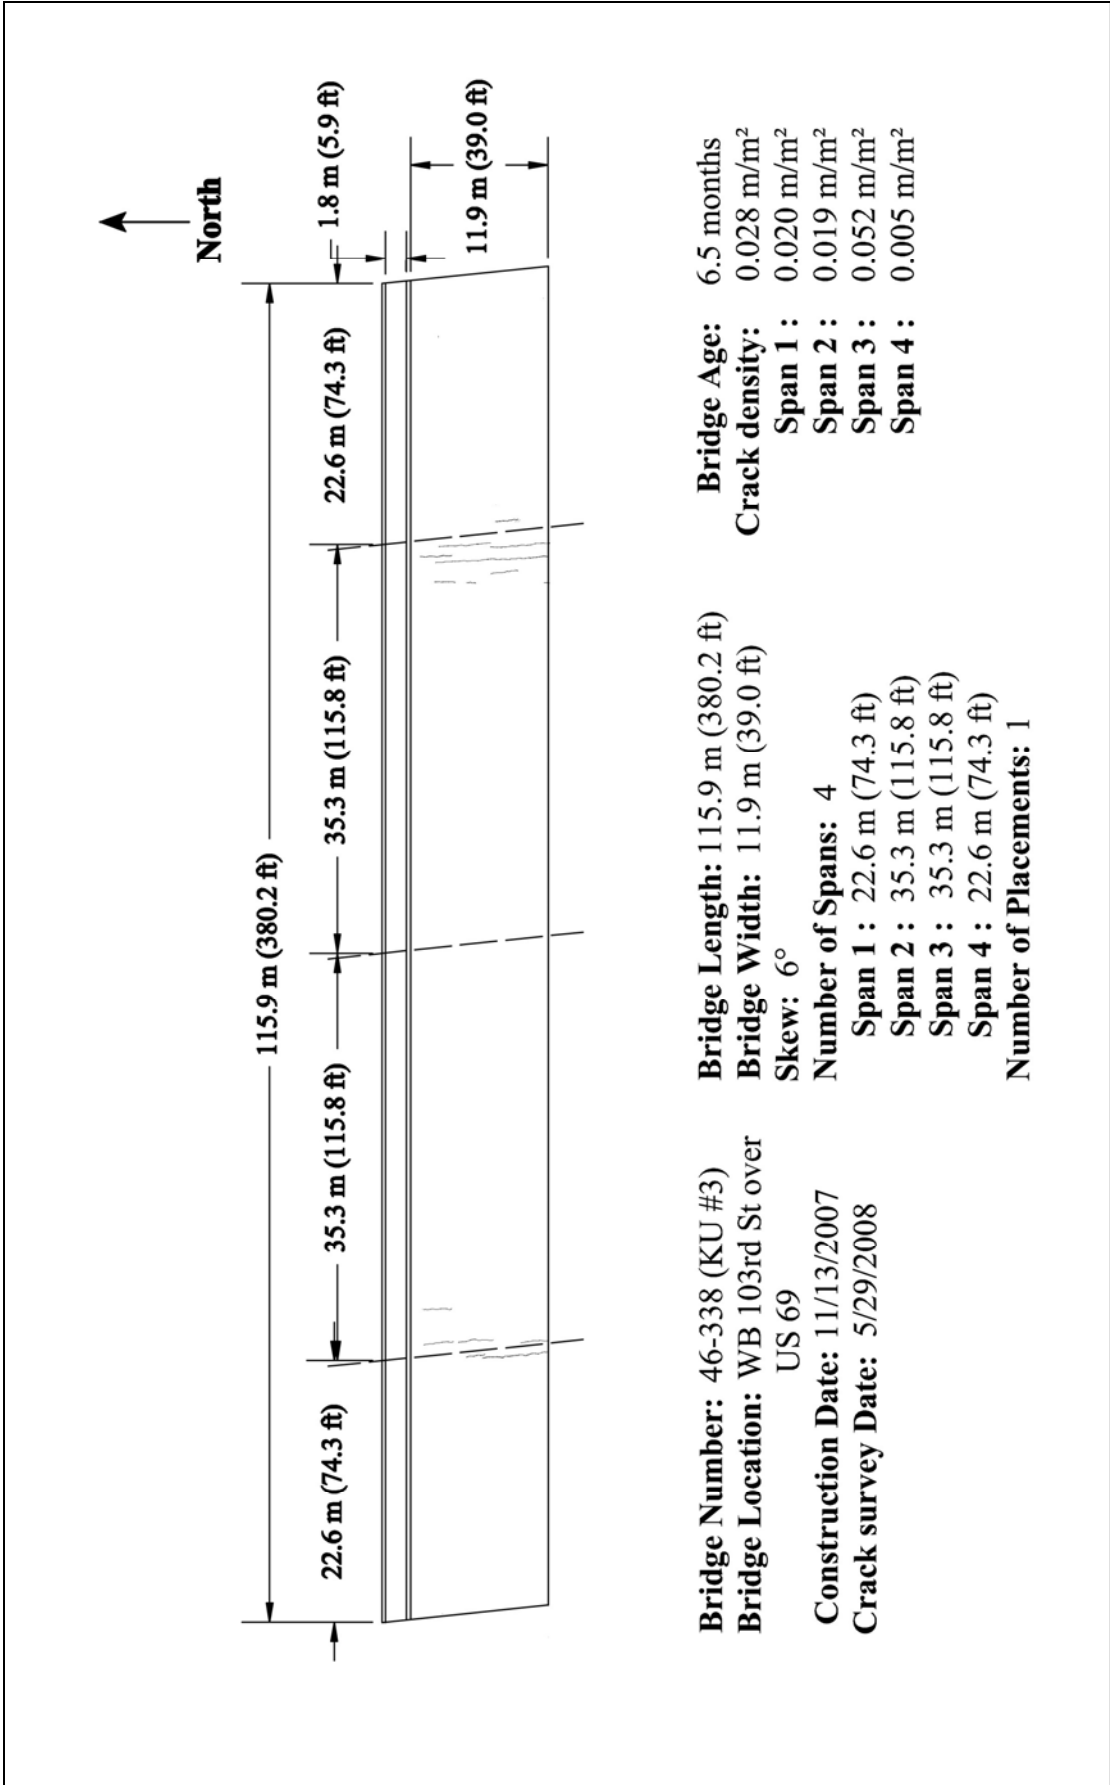 North
115.9 m (380.2 ft)
22.6 m (74.3 ft)
35.3 m (115.8 ft)
35.3 m (115.8 ft)
22.6 m (74.3 ft)
1.8 m (5.9 ft)
11.9 m (39.0 ft)
Bridge Number: 46-338 (KU #3)
Bridge Location: WB 103rd St over
US 69
Construction Date: 11/13/2007
Crack survey Date: 5/29/2008
Bridge Length: 115.9 m (380.2 ft)
Bridge Width: 11.9 m (39.0 ft)
Skew: 6°
Number of Spans: 4
Span 1 : 22.6 m (74.3 ft)
Span 2 : 35.3 m (115.8 ft)
Span 3 : 35.3 m (115.8 ft)
Span 4 : 22.6 m (74.3 ft)
Number of Placements: 1
Bridge Age: 6.5 months
Crack density: 0.028 m/m²
Span 1 : 0.020 m/m²
Span 2 : 0.019 m/m²
Span 3 : 0.052 m/m²
Span 4 : 0.005 m/m²